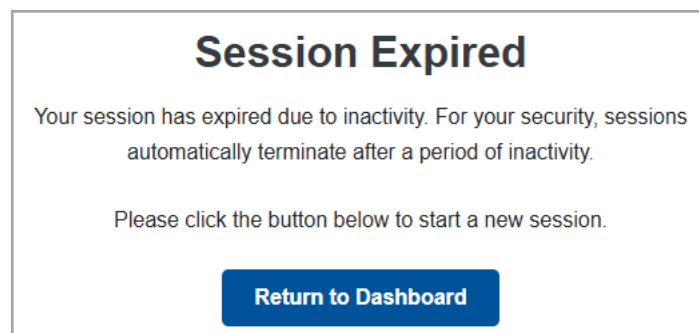 Session Expired
Your session has expired due to inactivity. For your security, sessions
automatically terminate after a period of inactivity.
Please click the button below to start a new session.
Return to Dashboard